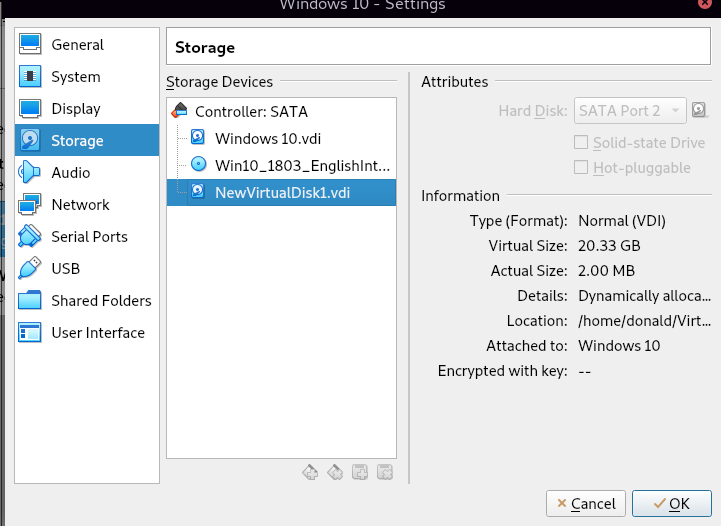 Windows 10 - Settings
General
System
Display
Storage
Audio
Network
Serial Ports
USB
Shared Folders
User Interface
Storage
Storage Devices
Controller: SATA
Windows 10.vdi
Win10_1803_EnglishInt...
NewVirtualDisk1.vdi
Attributes
Hard Disk: SATA Port 2
Solid-state Drive
Hot-pluggable
Information
Type (Format): Normal (VDI)
Virtual Size: 20.33 GB
Actual Size: 2.00 MB
Details: Dynamically alloca...
Location: /home/donald/Virt...
Attached to: Windows 10
Encrypted with key: --
Cancel
OK